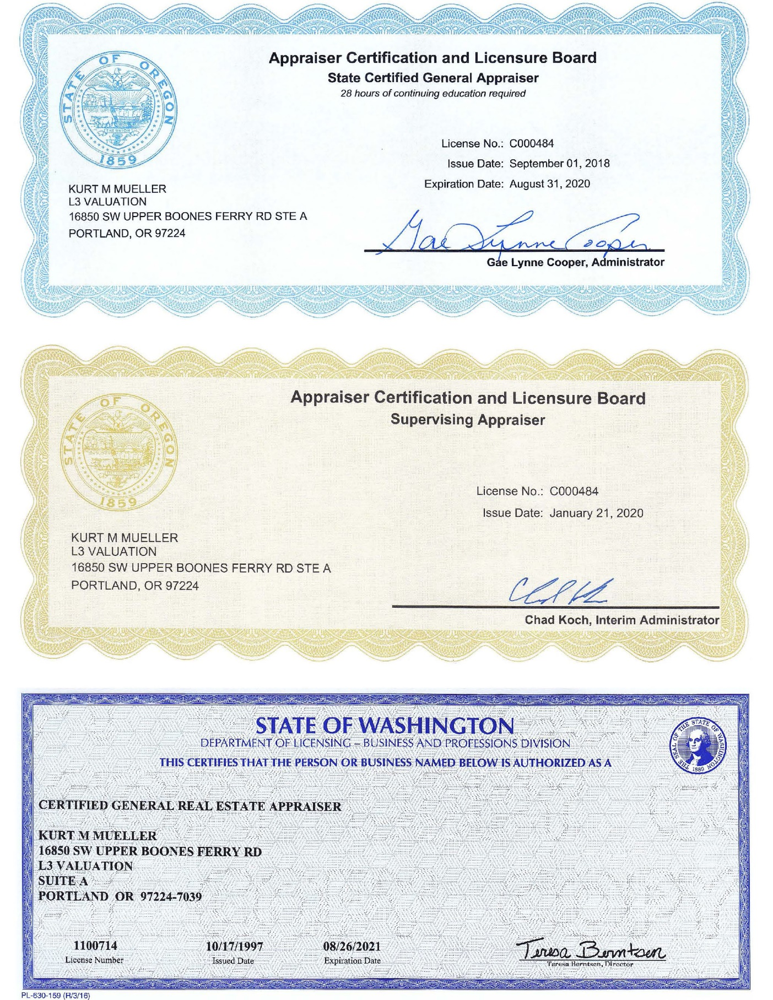 STATE OF OREGON
THE UNION
1859
Appraiser Certification and Licensure Board
State Certified General Appraiser
28 hours of continuing education required
License No.: C000484
Issue Date: September 01, 2018
Expiration Date: August 31, 2020
KURT M MUELLER
L3 VALUATION
16850 SW UPPER BOONES FERRY RD STE A
PORTLAND, OR 97224
Gae Lynne Cooper
Gae Lynne Cooper, Administrator
STATE OF OREGON
THE UNION
1859
Appraiser Certification and Licensure Board
Supervising Appraiser
License No.: C000484
Issue Date: January 21, 2020
KURT M MUELLER
L3 VALUATION
16850 SW UPPER BOONES FERRY RD STE A
PORTLAND, OR 97224
Chad Koch, Interim Administrator
STATE OF WASHINGTON
DEPARTMENT OF LICENSING – BUSINESS AND PROFESSIONS DIVISION
THIS CERTIFIES THAT THE PERSON OR BUSINESS NAMED BELOW IS AUTHORIZED AS A
THE SEAL OF THE STATE OF WASHINGTON
1889
CERTIFIED GENERAL REAL ESTATE APPRAISER
KURT M MUELLER
16850 SW UPPER BOONES FERRY RD
L3 VALUATION
SUITE A
PORTLAND OR 97224-7039
1100714
License Number
10/17/1997
Issued Date
08/26/2021
Expiration Date
Teresa Berntsen
Teresa Berntsen, Director
PL-630-159 (R/3/16)